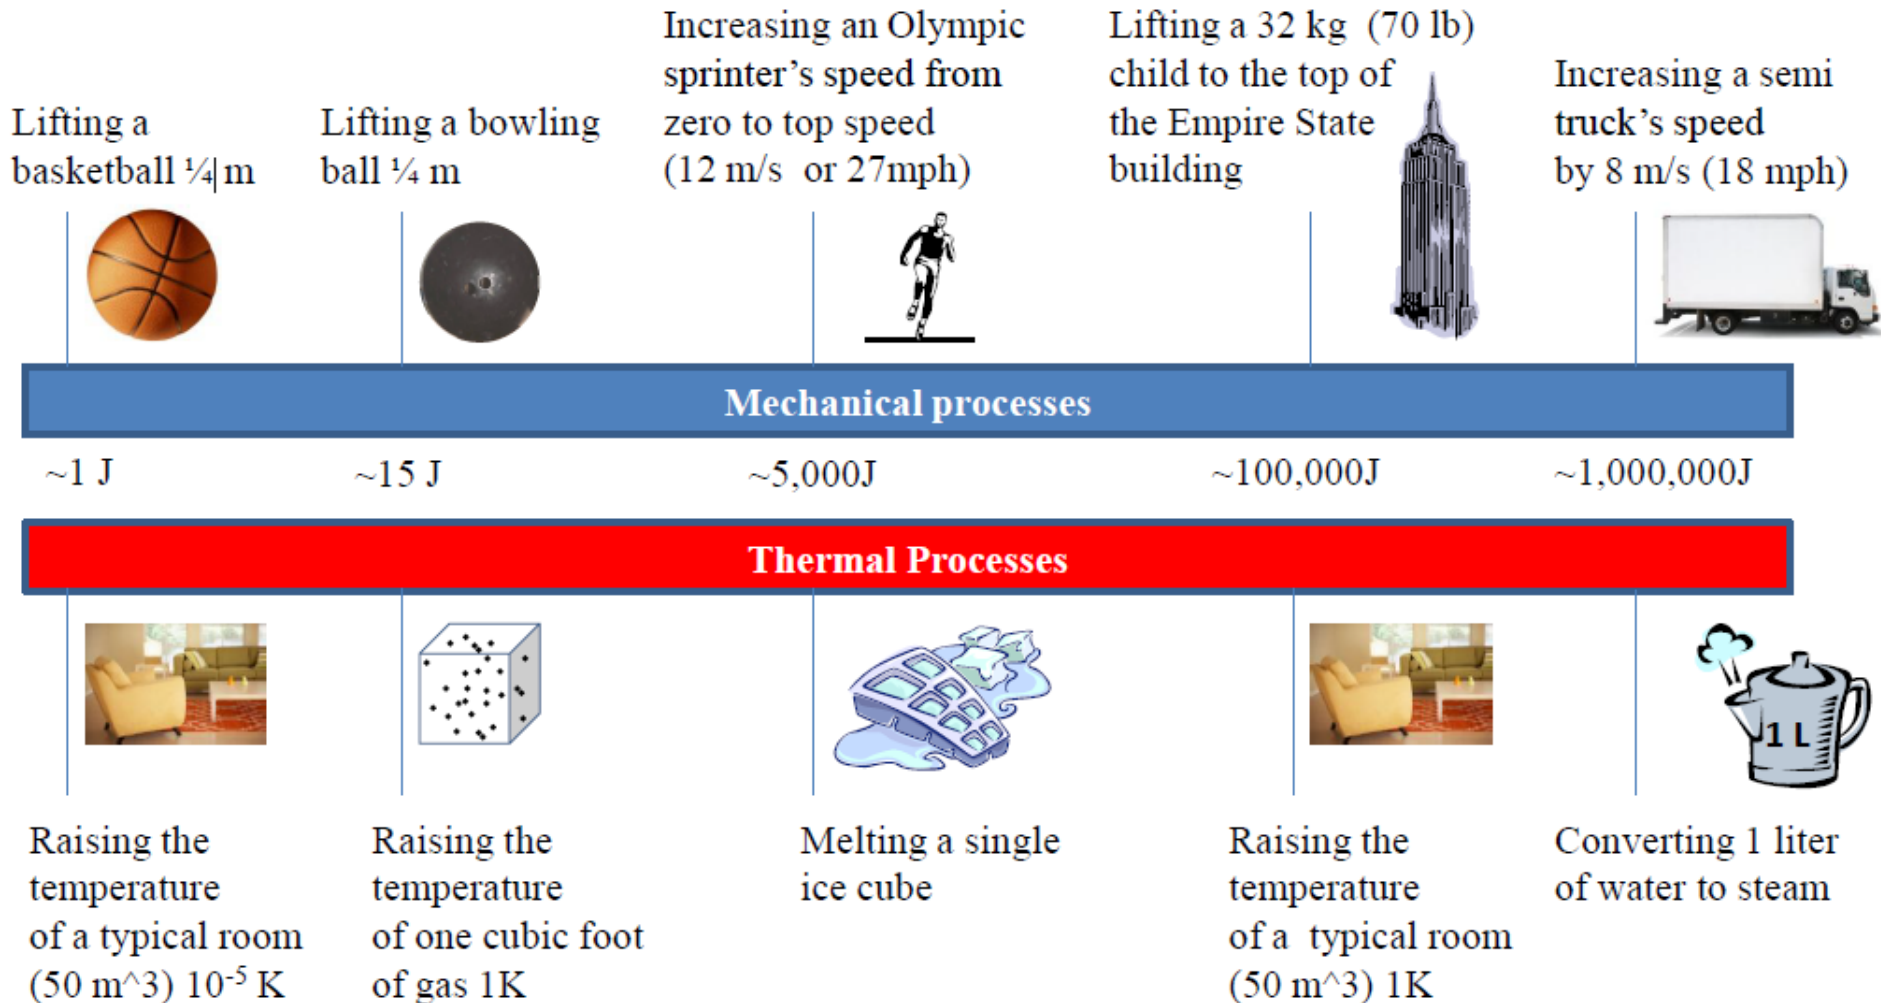 Lifting a
basketball ¼ m
Lifting a bowling
ball ¼ m
Increasing an Olympic
sprinter’s speed from
zero to top speed
(12 m/s or 27mph)
Lifting a 32 kg (70 lb)
child to the top of
the Empire State
building
Increasing a semi
truck’s speed
by 8 m/s (18 mph)
Mechanical processes
~1 J
~15 J
~5,000J
~100,000J
~1,000,000J
Thermal Processes
1 L
Raising the
temperature
of a typical room
(50 m^3) 10⁻⁵ K
Raising the
temperature
of one cubic foot
of gas 1K
Melting a single
ice cube
Raising the
temperature
of a typical room
(50 m^3) 1K
Converting 1 liter
of water to steam